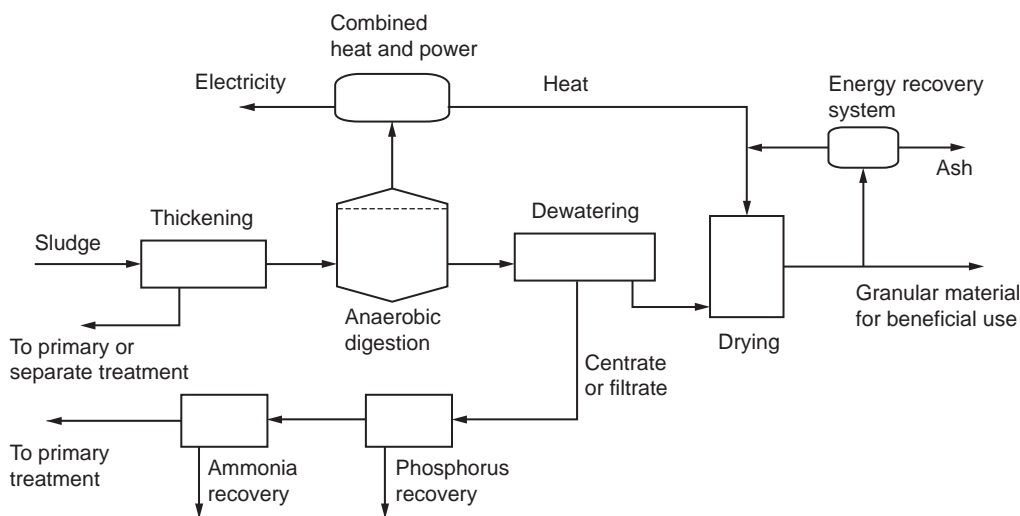 Combined
heat and power
Electricity
Heat
Energy recovery
system
Ash
Thickening
Dewatering
Sludge
Anaerobic
digestion
Granular material
for beneficial use
Drying
To primary or
separate treatment
Centrate
or filtrate
To primary
treatment
Ammonia
recovery
Phosphorus
recovery